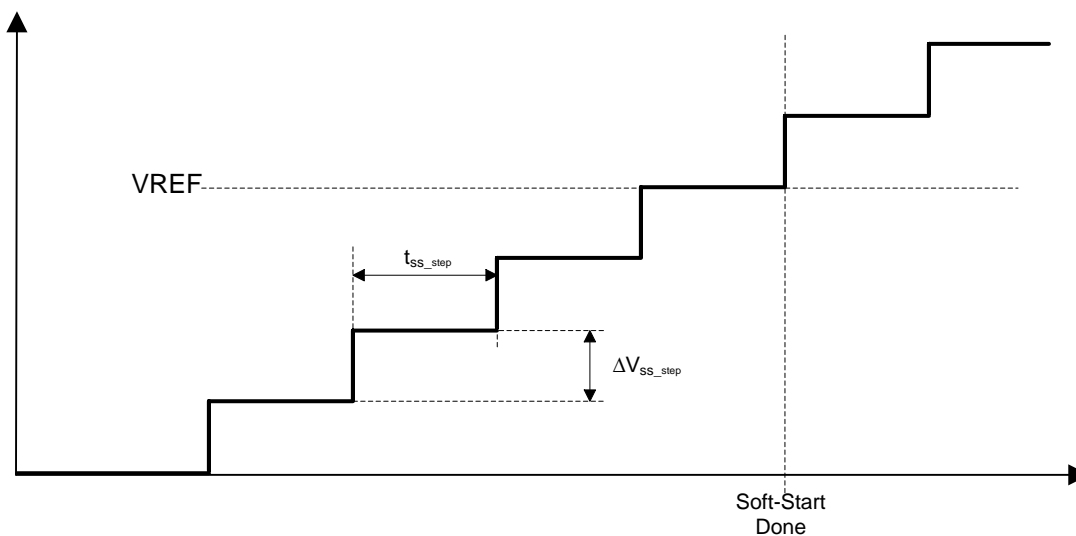 VREF
tss_step
ΔVss_step
Soft-Start
Done